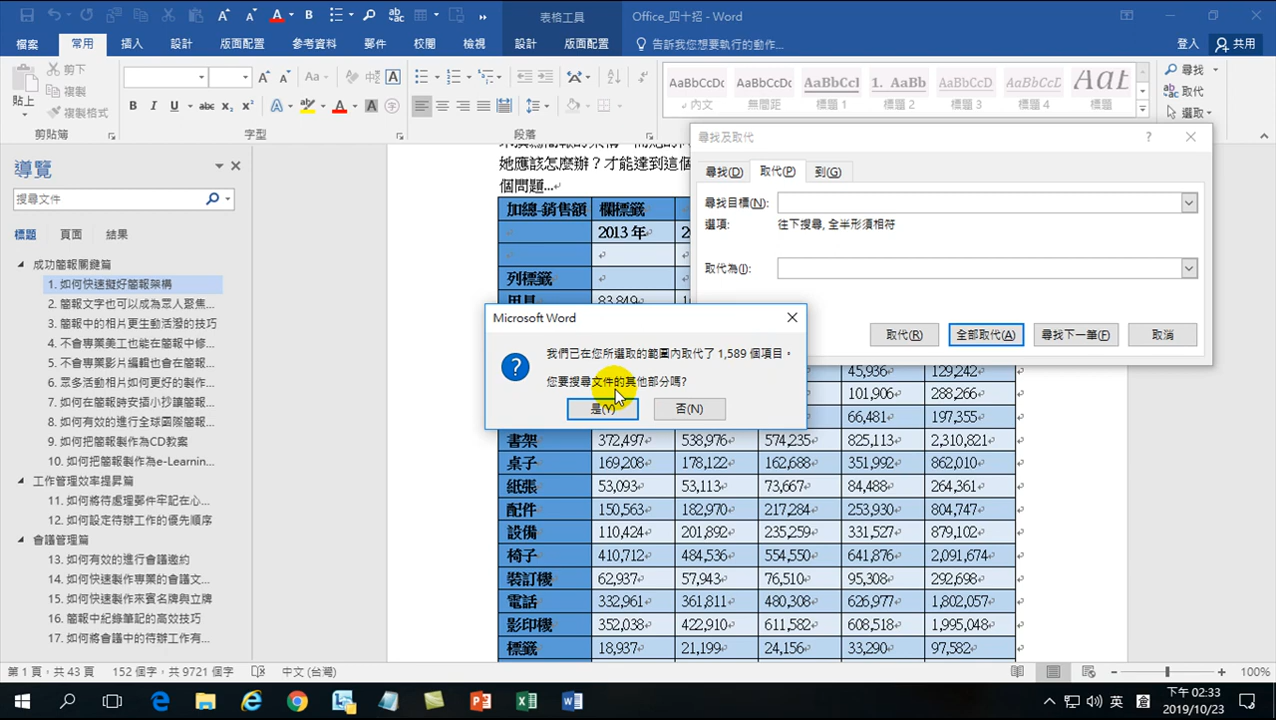 表格工具
Office_四十招 - Word
檔案
常用
插入
設計
版面配置
參考資料
郵件
校閱
檢視
設計
版面配置
告訴我您想要執行的動作...
登入
共用
貼上
剪下
複製
複製格式
剪貼簿
字型
段落
AaBbCcDc
內文
AaBbCcDc
無間距
AaBbCcI
標題 1
1. AaBb
標題 2
AaBbCcDa
標題 3
AaBbCcDa
標題 4
AaI
標題
尋找
取代
選取
導覽
搜尋文件
標題
頁面
結果
成功簡報關鍵篇
1. 如何快速擬好簡報架構
2. 簡報文字也可以成為眾人聚焦...
3. 簡報中的相片更生動活潑的技巧
4. 不會專業美工也能在簡報中修...
5. 不會專業影片編輯也會在簡報...
6. 眾多活動相片如何更好的製作...
7. 如何在簡報時安插小抄讓簡報...
8. 如何有效的進行全球國際簡報...
9. 如何把簡報製作為CD教案
10. 如何把簡報製作為e-Learnin...
工作管理效率提昇篇
11. 如何將待處理郵件牢記在心...
12. 如何設定待辦工作的優先順序
會議管理篇
13. 如何有效的進行會議邀約
14. 如何快速製作專業的會議文...
15. 如何快速製作來賓名牌與立牌
16. 簡報中紀錄筆記的高效技巧
17. 如何將會議中的待辦工作有...
她應該怎麼辦？才能達到這個
個問題...
加總-銷售額 欄標籤
2013 年
列標籤
用具 83,849
45,936 129,242
101,906 288,266
66,481 197,355
書架 372,497 538,976 574,235 825,113 2,310,821
桌子 169,208 178,122 162,688 351,992 862,010
紙張 53,093 53,113 73,667 84,488 264,361
配件 150,563 182,970 217,284 253,930 804,747
設備 110,424 201,892 235,259 331,527 879,102
椅子 410,712 484,536 554,550 641,876 2,091,674
裝訂機 62,937 57,943 76,510 95,308 292,698
電話 332,961 361,811 480,308 626,977 1,802,057
影印機 352,038 422,910 611,582 608,518 1,995,048
標籤 18,937 21,199 24,156 33,290 97,582
尋找及取代
尋找(D)
取代(P)
到(G)
尋找目標(N):
選項: 往下搜尋, 全半形須相符
取代為(I):
取代(R)
全部取代(A)
尋找下一筆(F)
取消
Microsoft Word
我們已在您所選取的範圍內取代了 1,589 個項目。
您要搜尋文件的其他部分嗎?
是(Y)
否(N)
第 1 頁，共 43 頁
152 個字，共 9721 個字
中文 (台灣)
100%
英
下午 02:33
2019/10/23